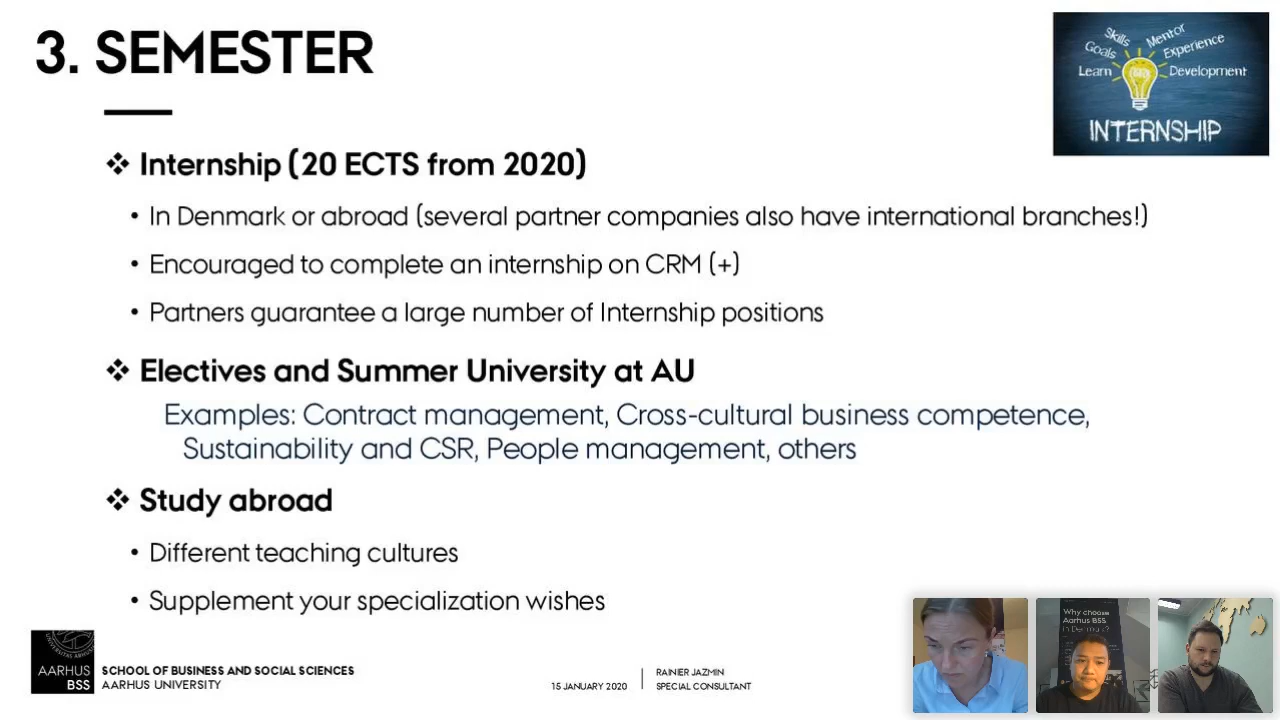 3. SEMESTER
Skills
Mentor
Goals
Experience
Learn
Development
INTERNSHIP
❖ Internship (20 ECTS from 2020)
• In Denmark or abroad (several partner companies also have international branches!)
• Encouraged to complete an internship on CRM (+)
• Partners guarantee a large number of Internship positions
❖ Electives and Summer University at AU
Examples: Contract management, Cross-cultural business competence,
Sustainability and CSR, People management, others
❖ Study abroad
• Different teaching cultures
• Supplement your specialization wishes
AARHUS
BSS
SCHOOL OF BUSINESS AND SOCIAL SCIENCES
AARHUS UNIVERSITY
15 JANUARY 2020
RAINIER JAZMIN
SPECIAL CONSULTANT
Why choose
Aarhus BSS
in Denmark?